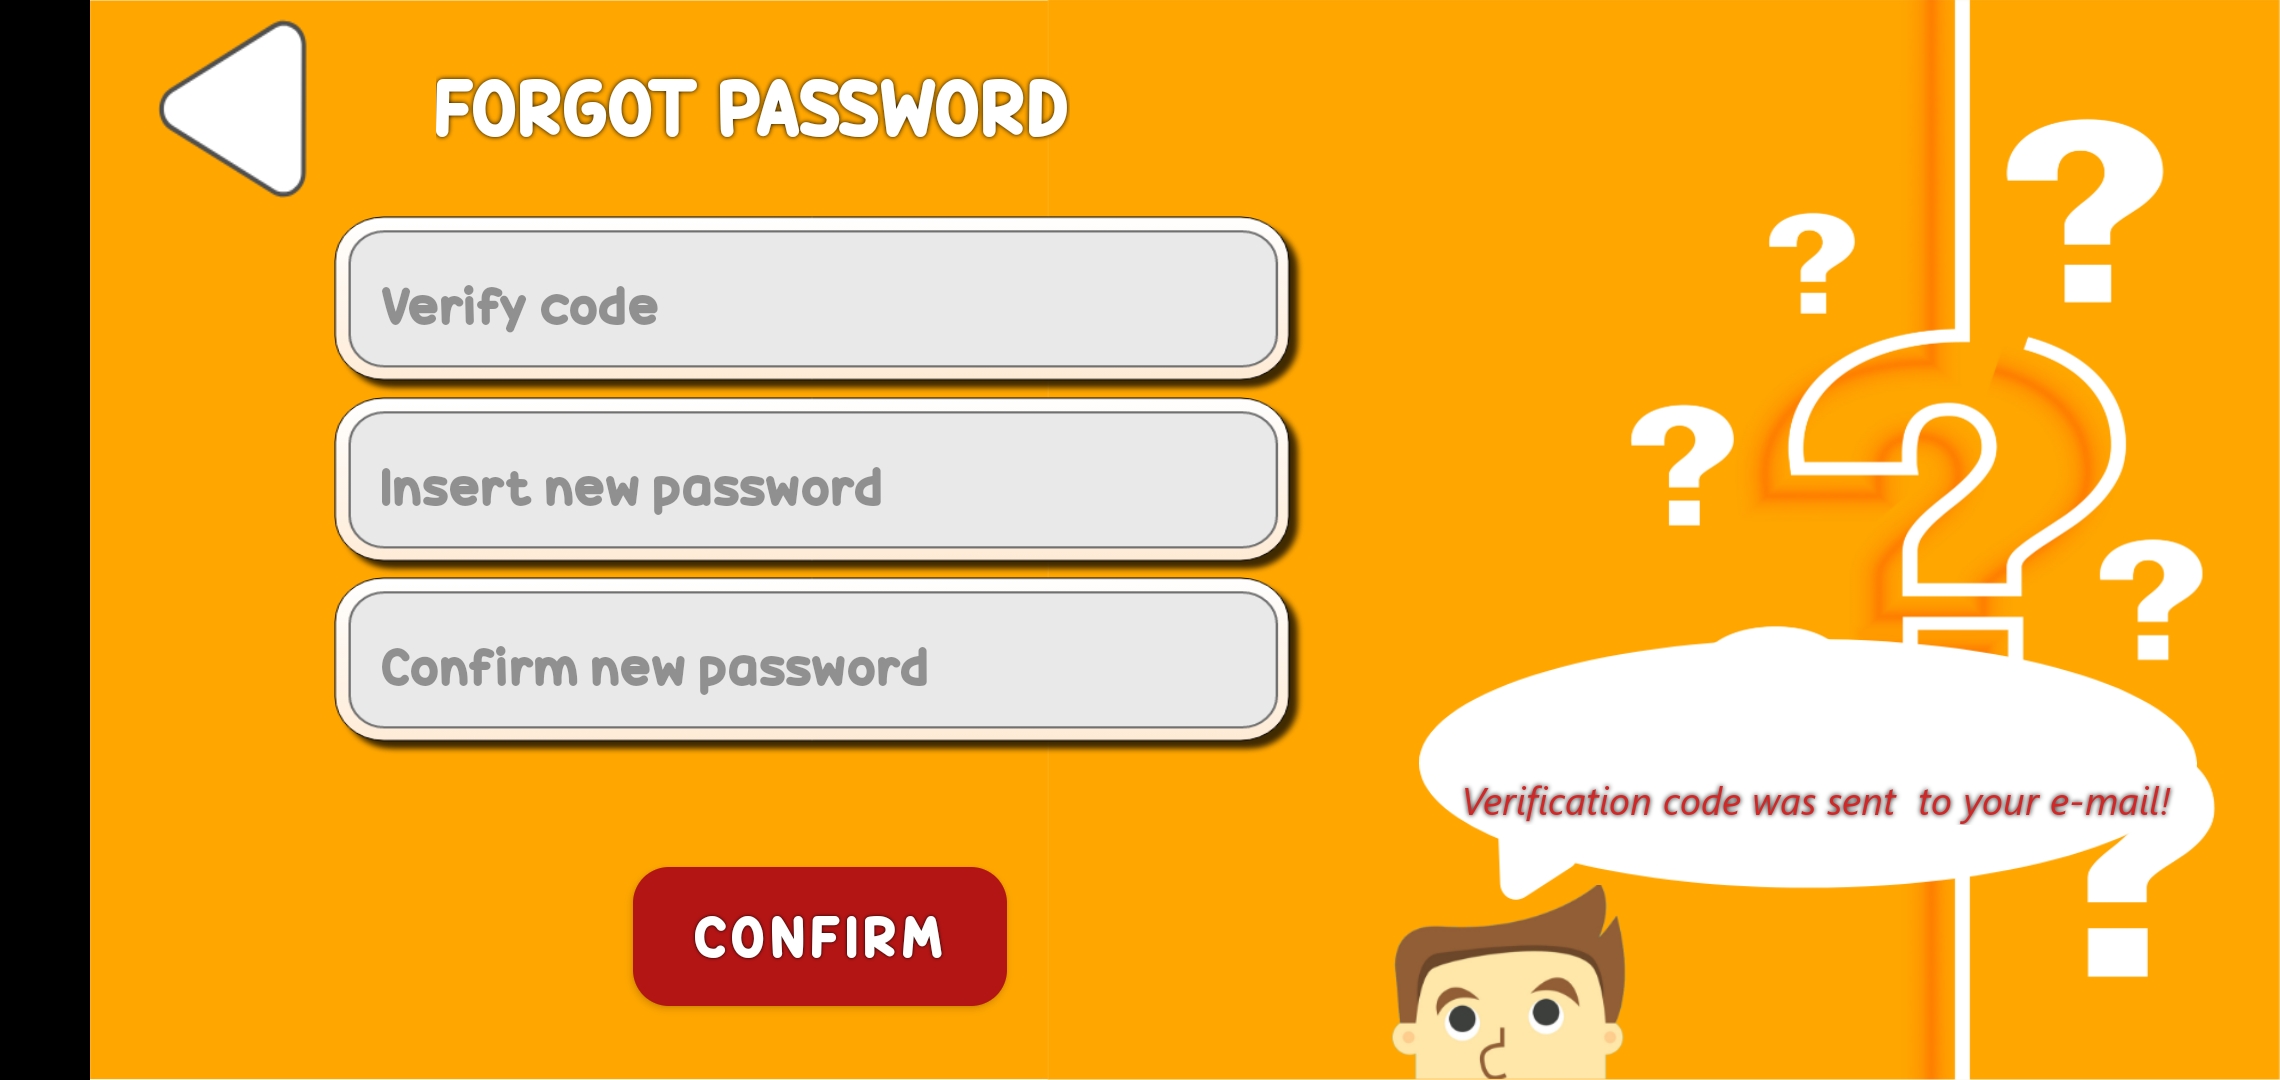 FORGOT PASSWORD
Verify code
Insert new password
Confirm new password
CONFIRM
Verification code was sent  to your e-mail!